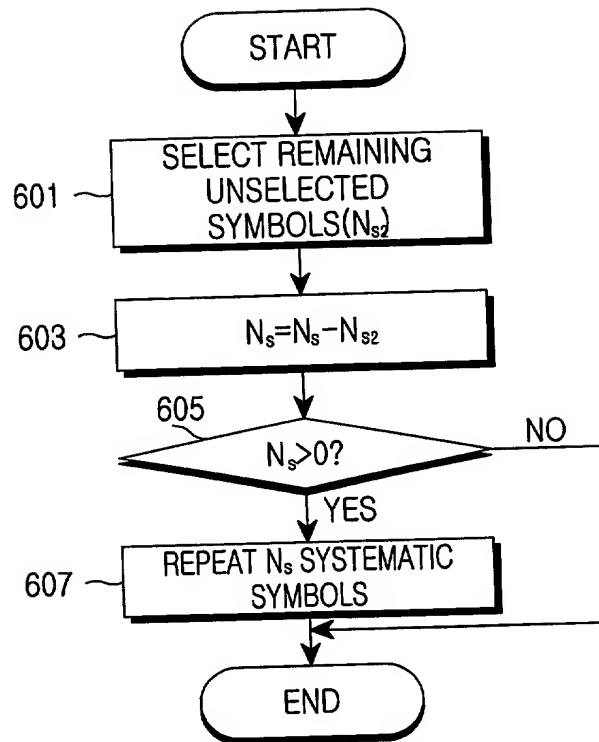 START
SELECT REMAINING
UNSELECTED
SYMBOLS(Ns2)
601
Ns=Ns-Ns2
603
605
Ns>0?
NO
YES
REPEAT Ns SYSTEMATIC
SYMBOLS
607
END